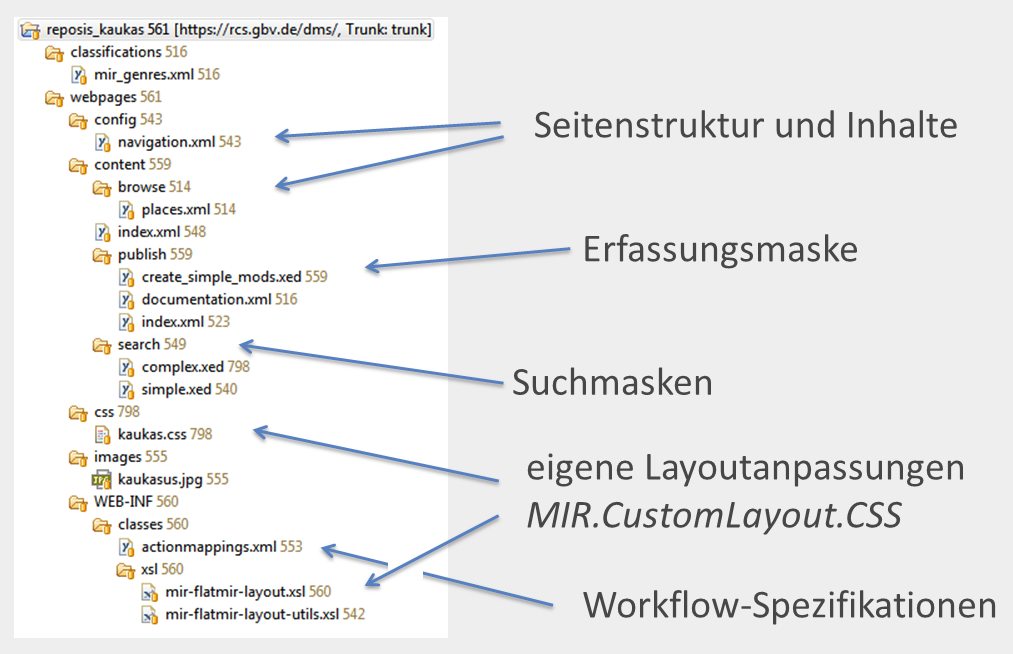 reposis_kaukas 561 [https://rcs.gbv.de/dms/, Trunk: trunk]
classifications 516
mir_genres.xml 516
webpages 561
config 543
navigation.xml 543
content 559
browse 514
places.xml 514
index.xml 548
publish 559
create_simple_mods.xed 559
documentation.xml 516
index.xml 523
search 549
complex.xed 798
simple.xed 540
css 798
kaukas.css 798
images 555
kaukasus.jpg 555
WEB-INF 560
classes 560
actionmappings.xml 553
xsl 560
mir-flatmir-layout.xsl 560
mir-flatmir-layout-utils.xsl 542
Seitenstruktur und Inhalte
Erfassungsmaske
Suchmasken
eigene Layoutanpassungen
MIR.CustomLayout.CSS
Workflow-Spezifikationen